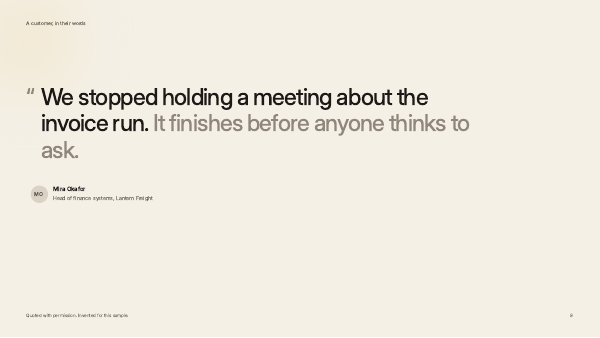 A customer, in their words
“ We stopped holding a meeting about the
invoice run. It finishes before anyone thinks to
ask.
MO
Mira Okafor
Head of finance systems, Lantern Freight
Quoted with permission. Invented for this sample.